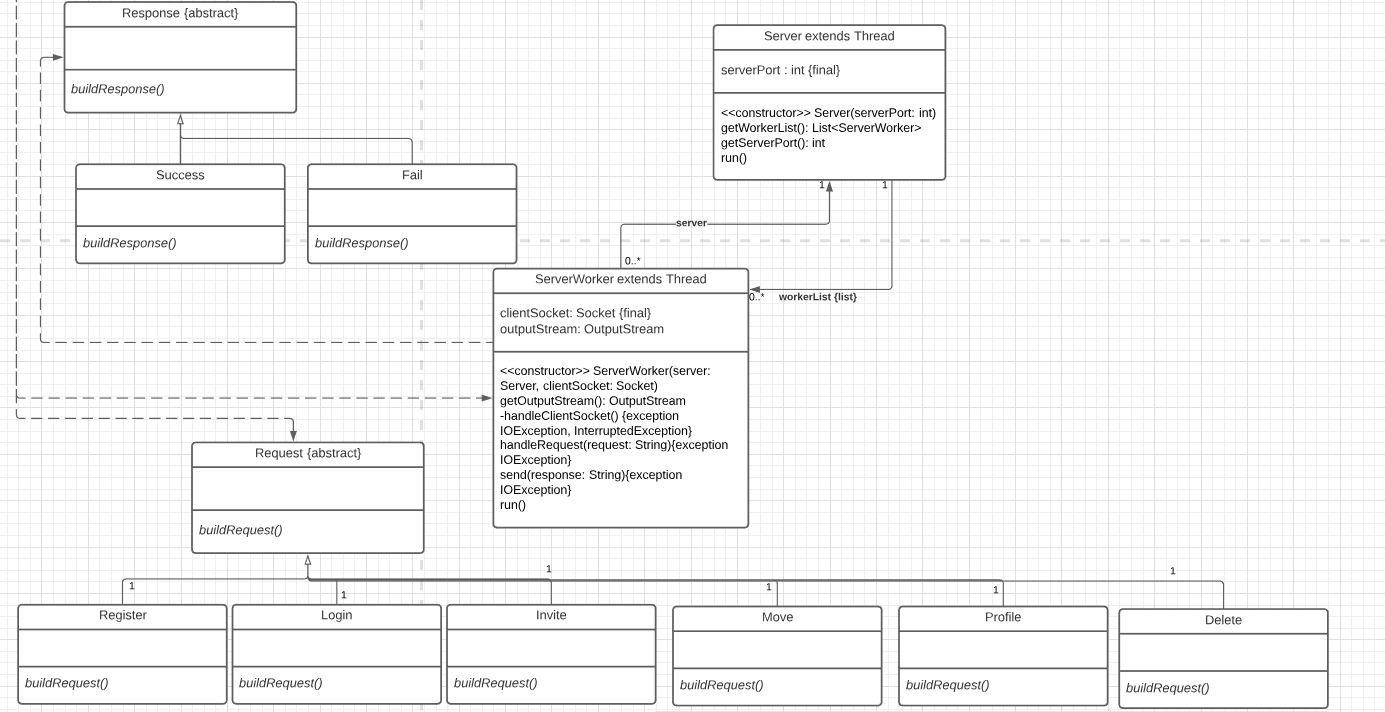 Response {abstract}
buildResponse()
Success
buildResponse()
Fail
buildResponse()
Server extends Thread
serverPort : int {final}
<<constructor>> Server(serverPort: int)
getWorkerList(): List<ServerWorker>
getServerPort(): int
run()
1
1
server
0..*
0..*
workerList {list}
ServerWorker extends Thread
clientSocket: Socket {final}
outputStream: OutputStream
<<constructor>> ServerWorker(server:
Server, clientSocket: Socket)
getOutputStream(): OutputStream
-handleClientSocket() {exception
IOException, InterruptedException}
handleRequest(request: String){exception
IOException}
send(response: String){exception
IOException}
run()
Request {abstract}
buildRequest()
1
1
1
1
1
1
Register
buildRequest()
Login
buildRequest()
Invite
buildRequest()
Move
buildRequest()
Profile
buildRequest()
Delete
buildRequest()